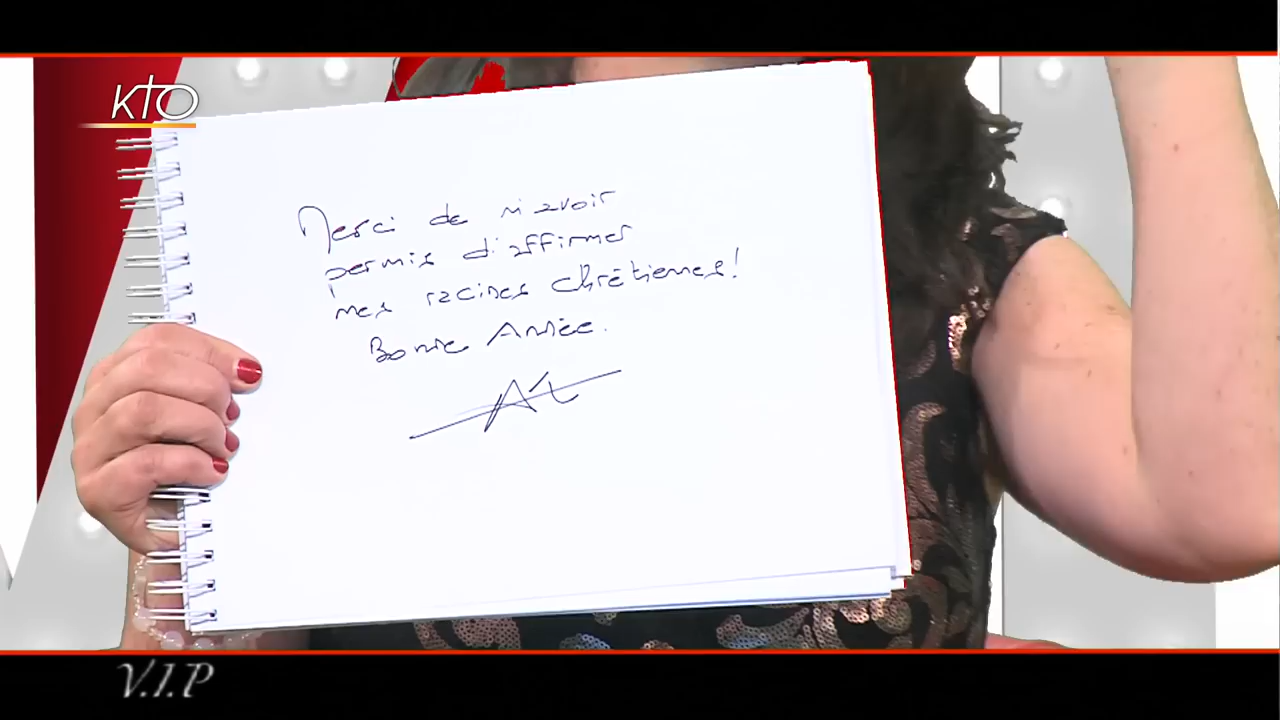 KTO
Merci de m'avoir
permis d'affirmer
mes racines chrétiennes!
Bonne Année.
V.I.P